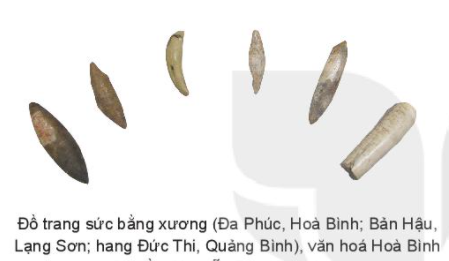 Đồ trang sức bằng xương (Đa Phúc, Hoà Bình; Bản Hậu,
Lạng Sơn; hang Đức Thi, Quảng Bình), văn hoá Hoà Bình